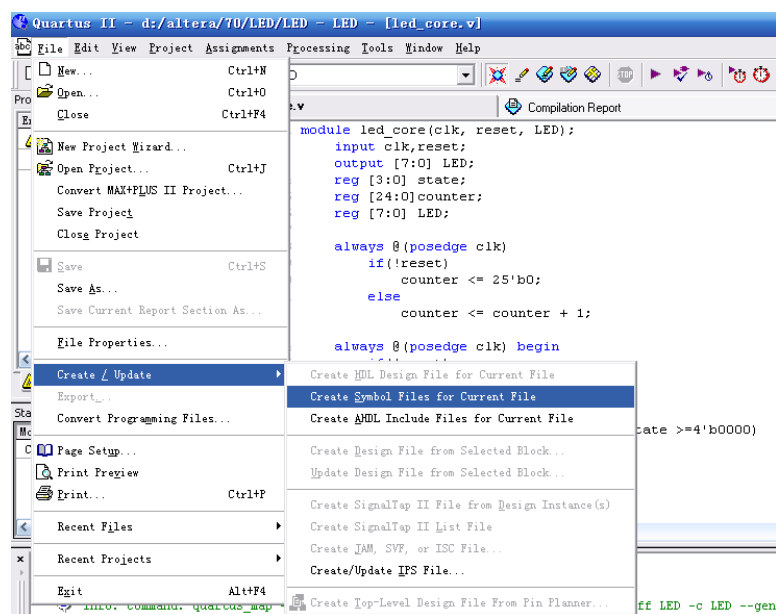 Quartus II - d:/altera/70/LED/LED - LED - [led_core.v]
File Edit View Project Assignments Processing Tools Window Help
New... Ctrl+N
Open... Ctrl+O
Close Ctrl+F4
New Project Wizard...
Open Project... Ctrl+J
Convert MAX+PLUS II Project...
Save Project
Close Project
Save Ctrl+S
Save As...
Save Current Report Section As...
File Properties...
Create / Update
Export...
Convert Programming Files...
Page Setup...
Print Preview
Print... Ctrl+P
Recent Files
Recent Projects
Exit Alt+F4
Compilation Report
module led_core(clk, reset, LED);
input clk,reset;
output [7:0] LED;
reg [3:0] state;
reg [24:0]counter;
reg [7:0] LED;
always @(posedge clk)
if(!reset)
counter <= 25'b0;
else
counter <= counter + 1;
always @(posedge clk) begin
Create HDL Design File for Current File
Create Symbol Files for Current File
Create AHDL Include Files for Current File
Create Design File from Selected Block...
Update Design File from Selected Block...
Create SignalTap II File from Design Instance(s)
Create SignalTap II List File
Create JAM, SVF, or ISC File...
Create/Update IPS File...
Create Top-Level Design File From Pin Planner...
tate >=4'b0000)
Info: command: quartus_map
ff LED -c LED --gen